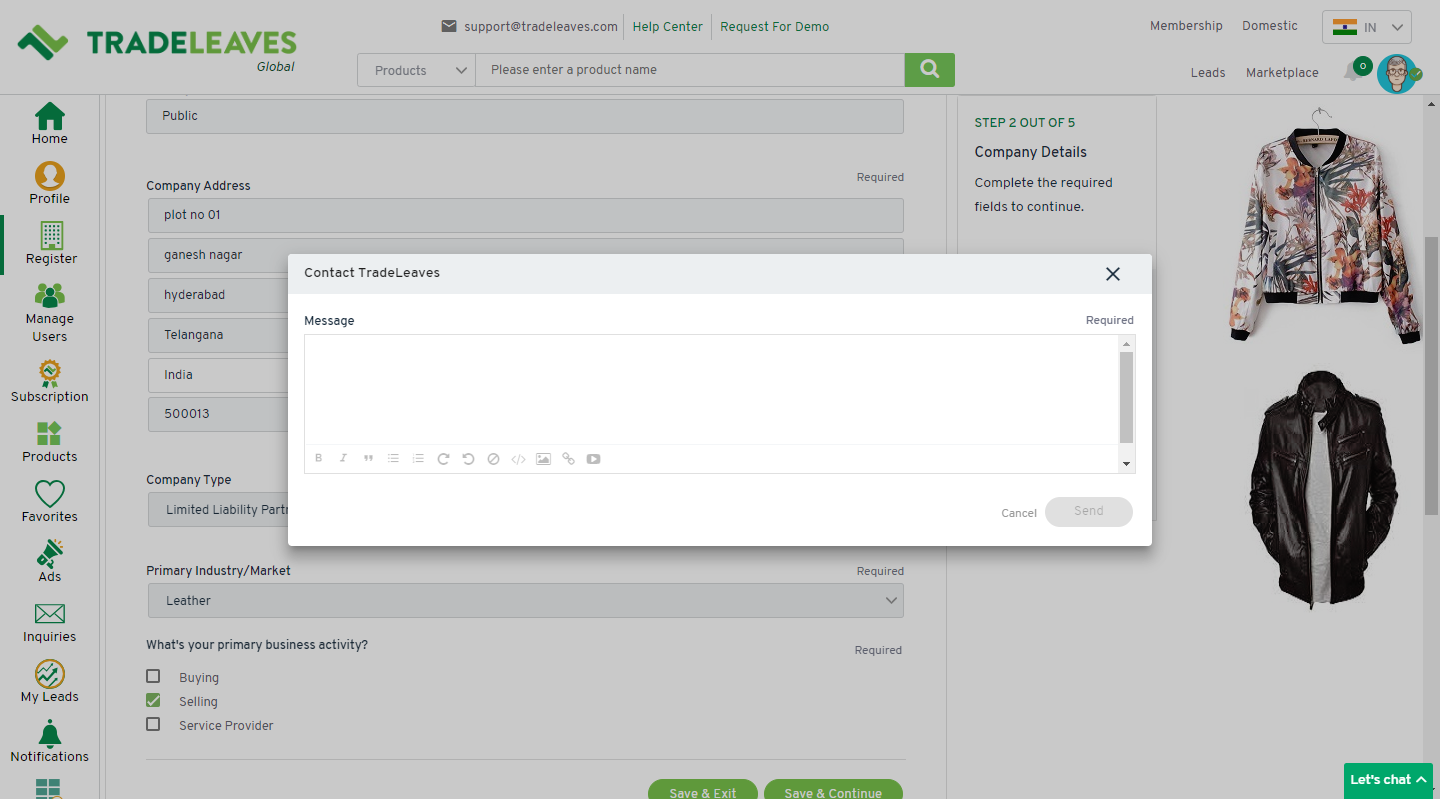 support@tradeleaves.com
Help Center
Request For Demo
Membership
Domestic
IN
TRADELEAVES
Global
Products
Please enter a product name
Leads
Marketplace
0
Home
Profile
Register
Manage
Users
Subscription
Products
Favorites
Ads
Inquiries
My Leads
Notifications
Public
Company Address
Required
plot no 01
ganesh nagar
hyderabad
Telangana
India
500013
Company Type
Limited Liability Part
Primary Industry/Market
Required
Leather
What's your primary business activity?
Required
Buying
Selling
Service Provider
Save & Exit
Save & Continue
STEP 2 OUT OF 5
Company Details
Complete the required
fields to continue.
Contact TradeLeaves
Message
Required
B
I
Cancel
Send
Let's chat